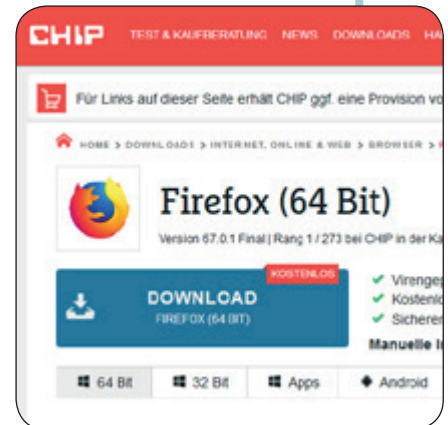 CHIP TEST & KAUFBERATUNG NEWS DOWNLOADS
Für Links auf dieser Seite erhält CHIP ggf. eine Provision
HOME > DOWNLOADS > INTERNET, ONLINE & WEB > BROWSER >
Firefox (64 Bit)
Version 67.0.1 Final | Rang 1 / 273 bei CHIP in der
KOSTENLOS
DOWNLOAD
FIREFOX (64 BIT)
Manuelle
64 Bit 32 Bit Apps Android